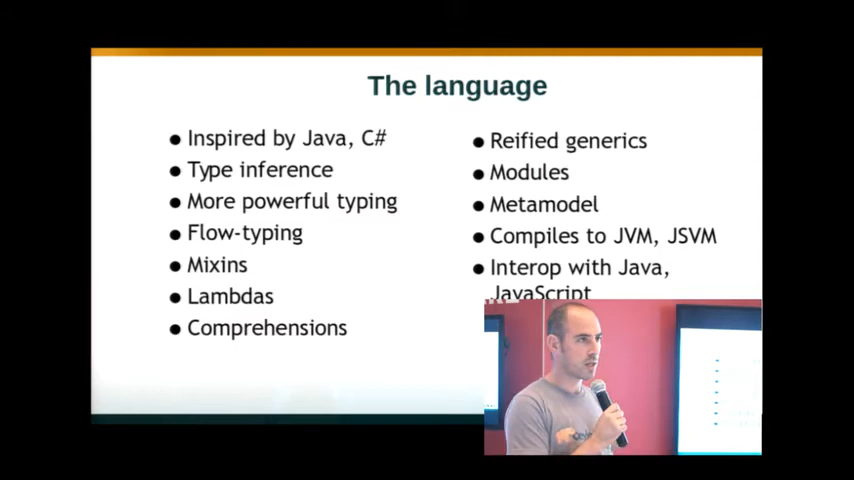 The language
Inspired by Java, C#
Type inference
More powerful typing
Flow-typing
Mixins
Lambdas
Comprehensions
Reified generics
Modules
Metamodel
Compiles to JVM, JSVM
Interop with Java,
JavaScript